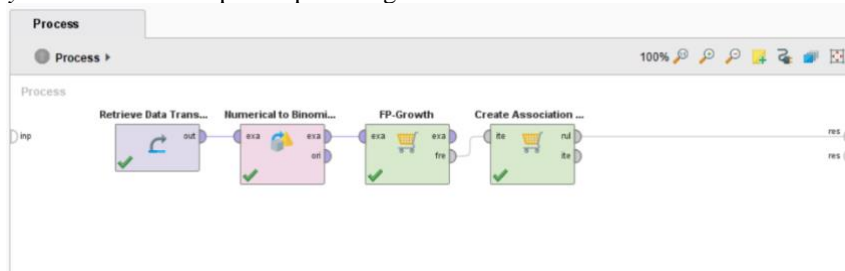 Process
Process
100%
Process
Retrieve Data Trans...
Numerical to Binomi...
FP-Growth
Create Association ...
inp
out
exa
exa
ori
exa
exa
fre
ite
rul
ite
res
res